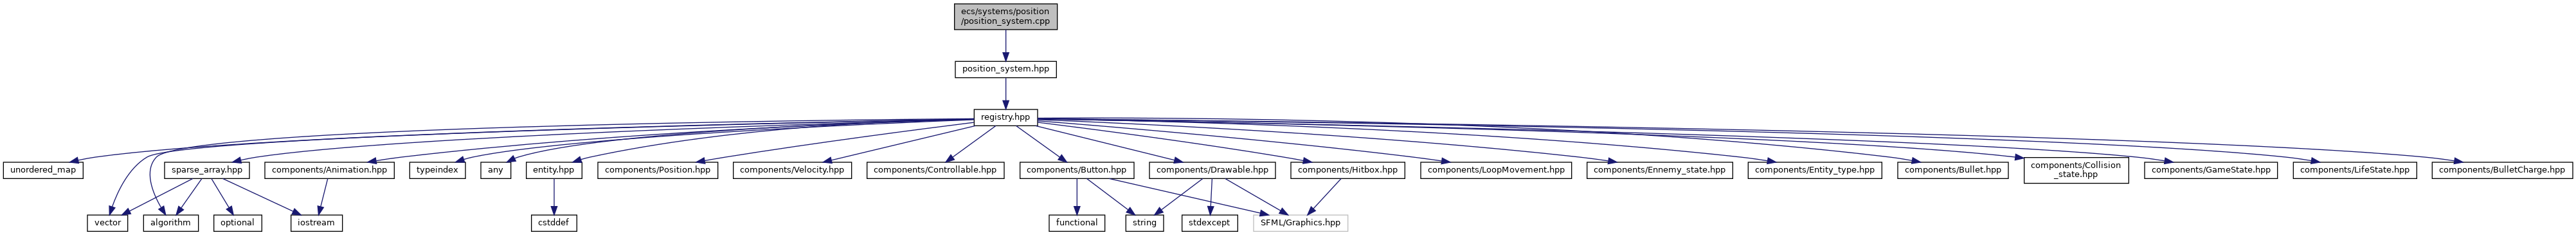 ecs/systems/position
/position_system.cpp
position_system.hpp
registry.hpp
unordered_map
sparse_array.hpp
components/Animation.hpp
typeindex
any
entity.hpp
components/Position.hpp
components/Velocity.hpp
components/Controllable.hpp
components/Button.hpp
components/Drawable.hpp
components/Hitbox.hpp
components/LoopMovement.hpp
components/Ennemy_state.hpp
components/Entity_type.hpp
components/Bullet.hpp
components/Collision
_state.hpp
components/GameState.hpp
components/LifeState.hpp
components/BulletCharge.hpp
vector
algorithm
optional
iostream
cstddef
functional
string
stdexcept
SFML/Graphics.hpp